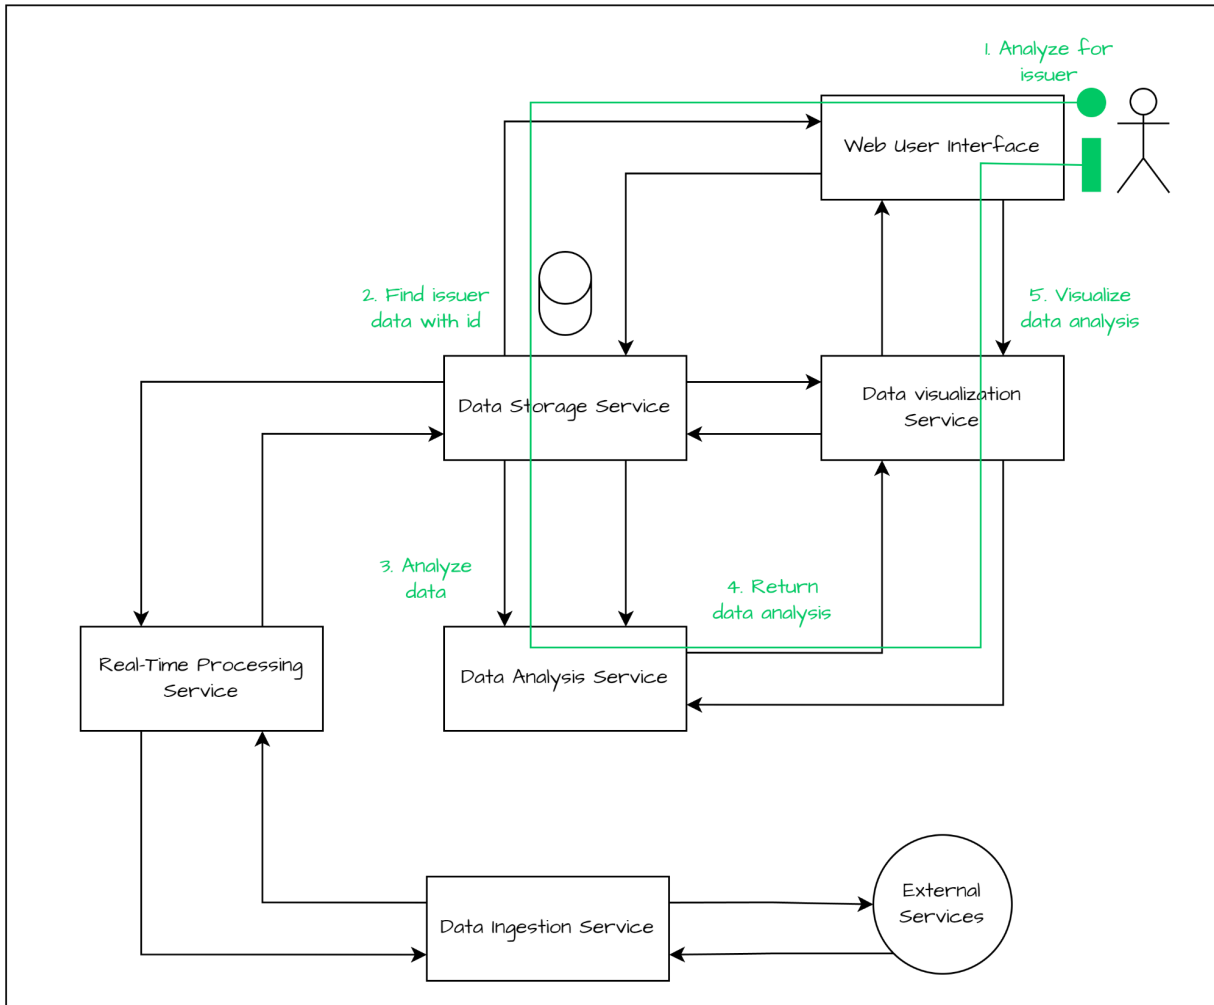 1. Analyze for
issuer
Web User Interface
2. Find issuer
data with id
5. Visualize
data analysis
Data Storage Service
Data visualization
Service
3. Analyze
data
4. Return
data analysis
Real-Time Processing
Service
Data Analysis Service
External
Services
Data Ingestion Service